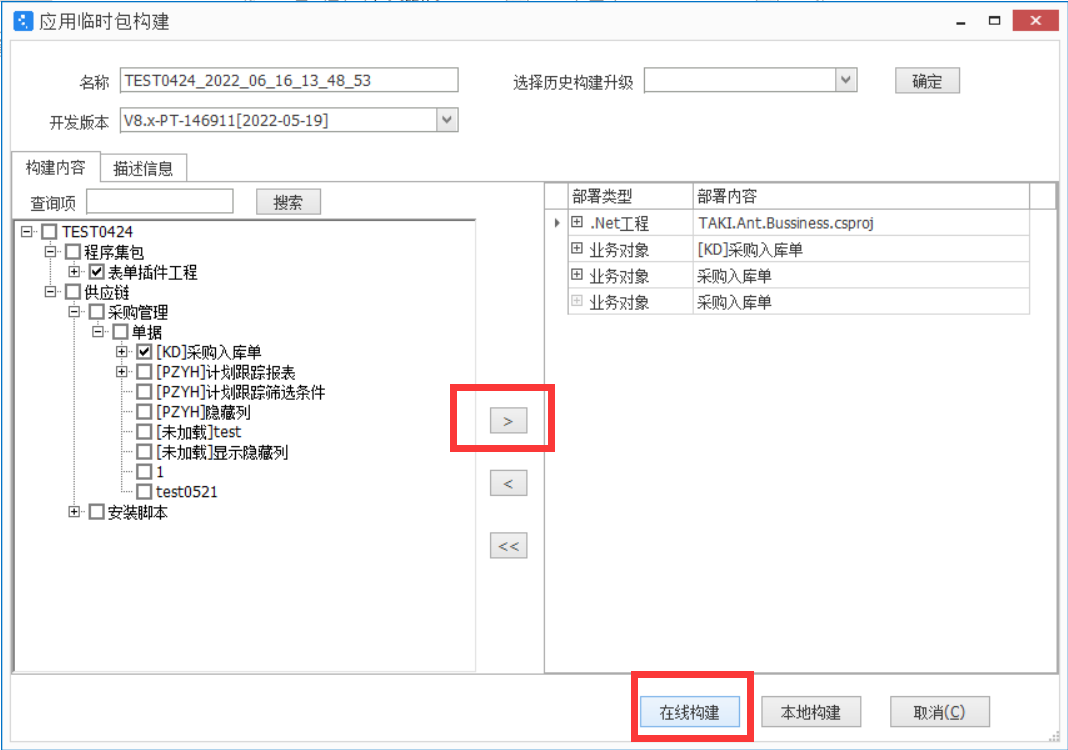 应用临时包构建
名称 TEST0424_2022_06_16_13_48_53 选择历史构建升级 确定
开发版本 V8.x-PT-146911[2022-05-19]
构建内容 描述信息
查询项 搜索
TEST0424
程序集包
表单插件工程
供应链
采购管理
单据
[KD]采购入库单
[PZYH]计划跟踪报表
[PZYH]计划跟踪筛选条件
[PZYH]隐藏列
[未加载]test
[未加载]显示隐藏列
1
test0521
安装脚本
>
<
<<
部署类型 部署内容
.Net工程 TAKI.Ant.Bussiness.csproj
业务对象 [KD]采购入库单
业务对象 采购入库单
业务对象 采购入库单
在线构建 本地构建 取消(C)